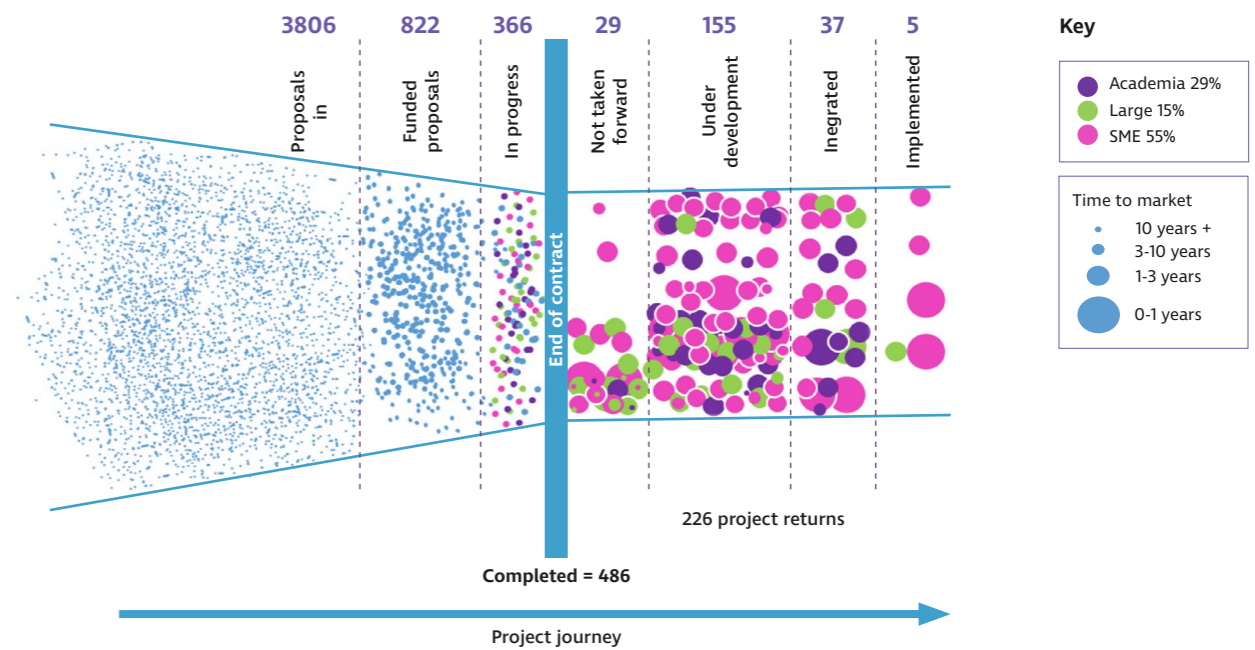 3806
822
366
29
155
37
5
Proposals
in
Funded
proposals
In progress
End of contract
Not taken
forward
Under
development
Inegrated
Implemented
226 project returns
Completed = 486
Project journey
Key
Academia 29%
Large 15%
SME 55%
Time to market
10 years +
3-10 years
1-3 years
0-1 years